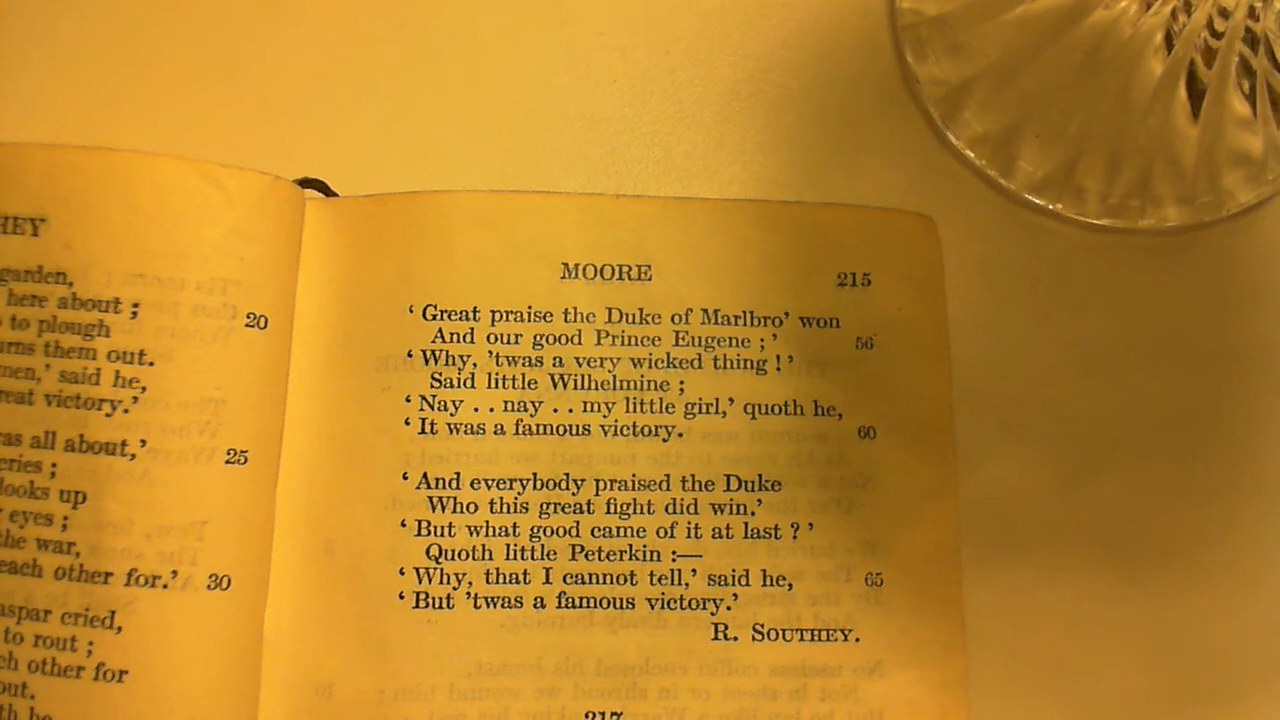 HEY
garden,
here about ;
to plough 20
urns them out.
men,' said he,
reat victory.'
as all about,'
cries ; 25
looks up
eyes ;
the war,
each other for.' 30
aspar cried,
to rout ;
ch other for
out.
MOORE 215
‘ Great praise the Duke of Marlbro’ won
And our good Prince Eugene ; ’ 56
‘ Why, ’twas a very wicked thing ! ’
Said little Wilhelmine ;
‘ Nay . . nay . . my little girl,’ quoth he,
‘ It was a famous victory. 60
‘ And everybody praised the Duke
Who this great fight did win.’
‘ But what good came of it at last ? ’
Quoth little Peterkin :—
‘ Why, that I cannot tell,’ said he, 65
‘ But ’twas a famous victory.’
R. SOUTHEY.
217